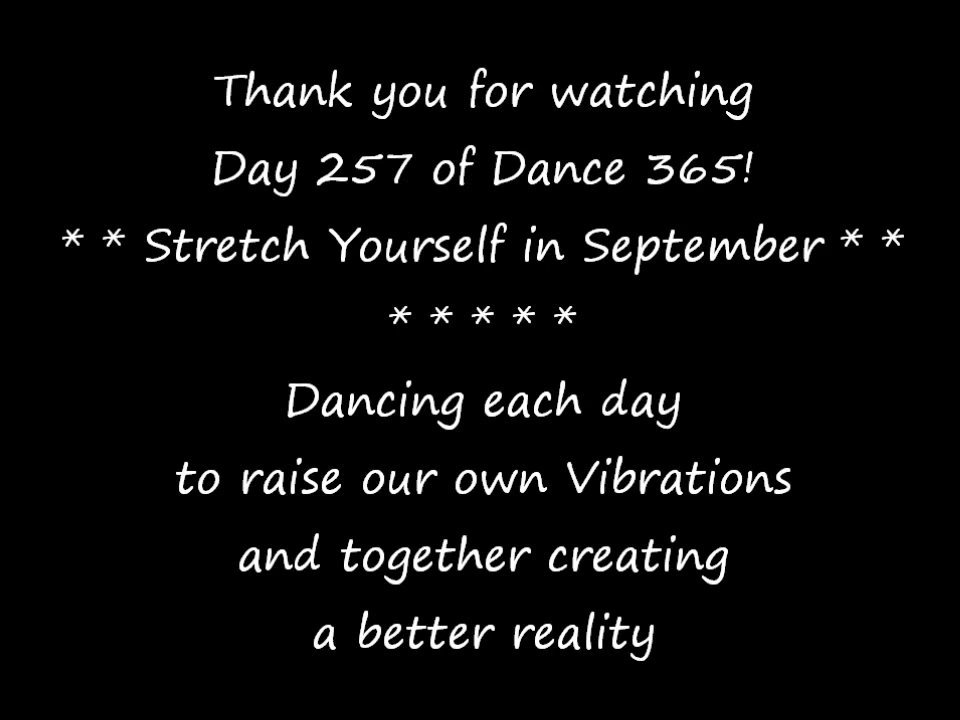 Thank you for watching
Day 257 of Dance 365!
* * Stretch Yourself in September * *
* * * * *
Dancing each day
to raise our own Vibrations
and together creating
a better reality